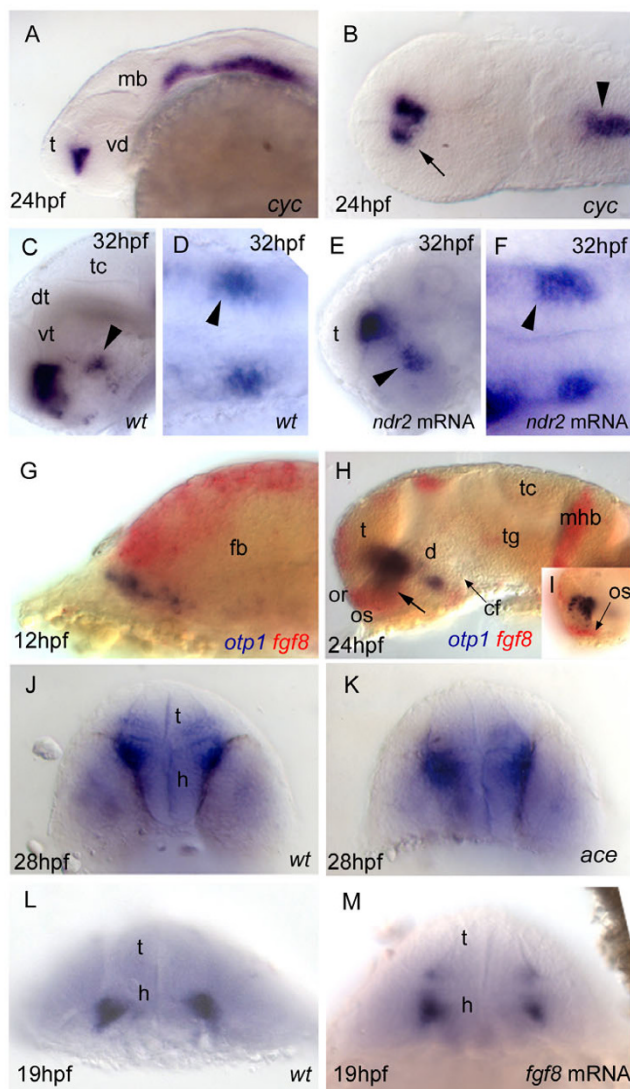 A
mb
t
vd
24hpf
cyc
B
24hpf
cyc
C
32hpf
tc
dt
vt
wt
D
32hpf
wt
E
32hpf
t
ndr2 mRNA
F
32hpf
ndr2 mRNA
G
fb
12hpf
otp1 fgf8
H
tc
t
mhb
d
tg
or
os
cf
24hpf
otp1 fgf8
I
os
J
t
h
28hpf
wt
K
28hpf
ace
L
t
h
19hpf
wt
M
t
h
19hpf
fgf8 mRNA